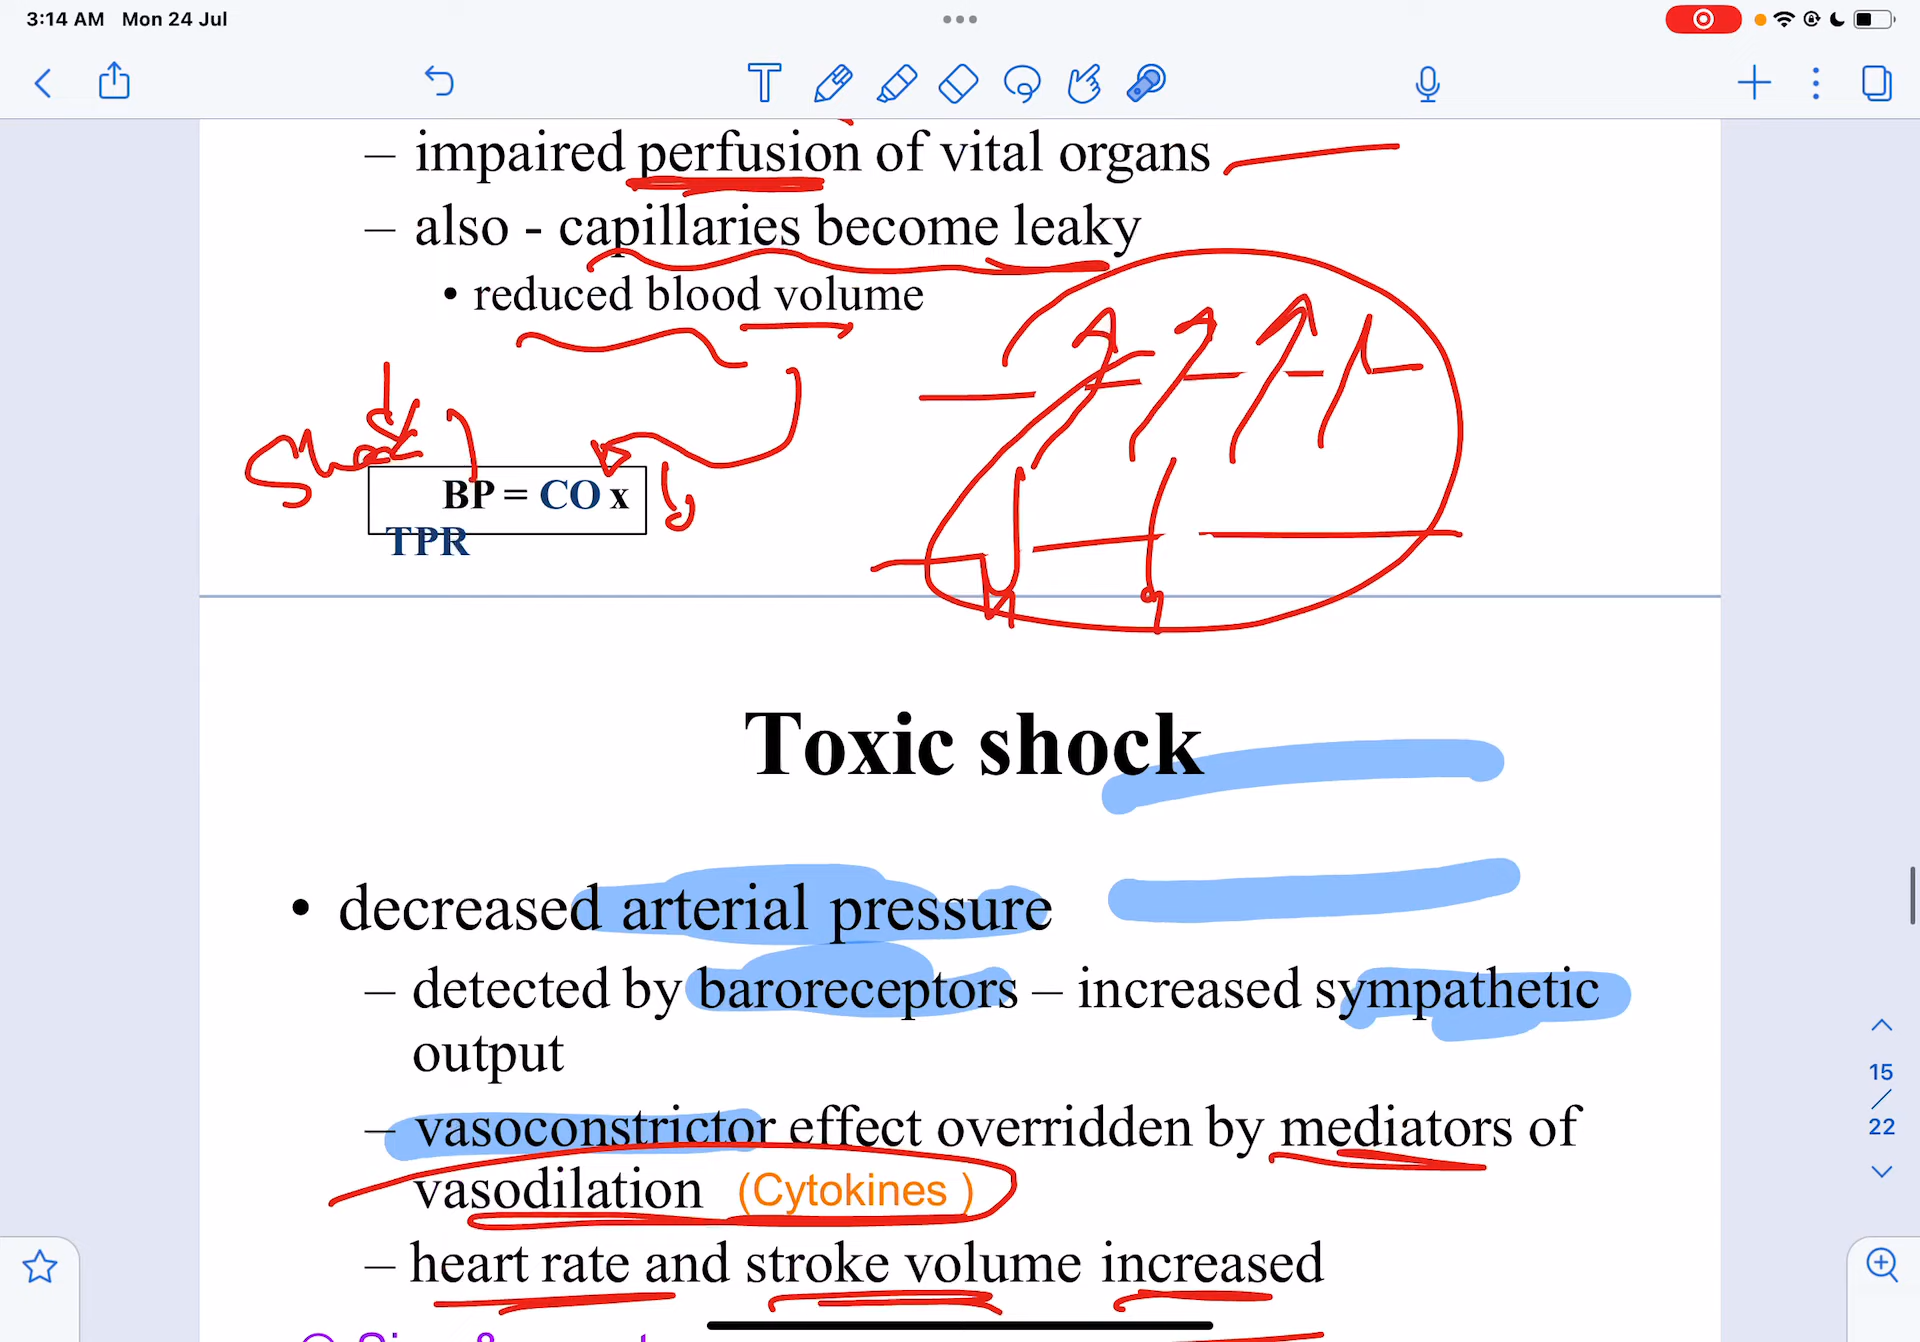 3:14 AM Mon 24 Jul
– impaired perfusion of vital organs
– also - capillaries become leaky
• reduced blood volume
BP = CO x
TPR
Toxic shock
• decreased arterial pressure
– detected by baroreceptors – increased sympathetic
output
– vasoconstrictor effect overridden by mediators of
vasodilation (Cytokines )
– heart rate and stroke volume increased
15
/
22